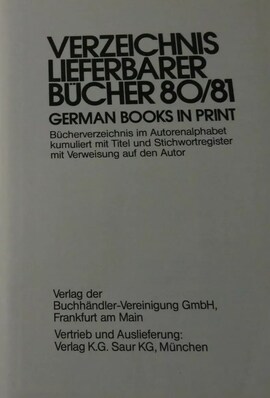 VERZEICHNIS
LIEFERBARER
BÜCHER 80/81
GERMAN BOOKS IN PRINT
Bücherverzeichnis im Autorenalphabet
kumuliert mit Titel und Stichwortregister
mit Verweisung auf den Autor
Verlag der
Buchhändler-Vereinigung GmbH,
Frankfurt am Main
Vertrieb und Auslieferung:
Verlag K.G. Saur KG, München